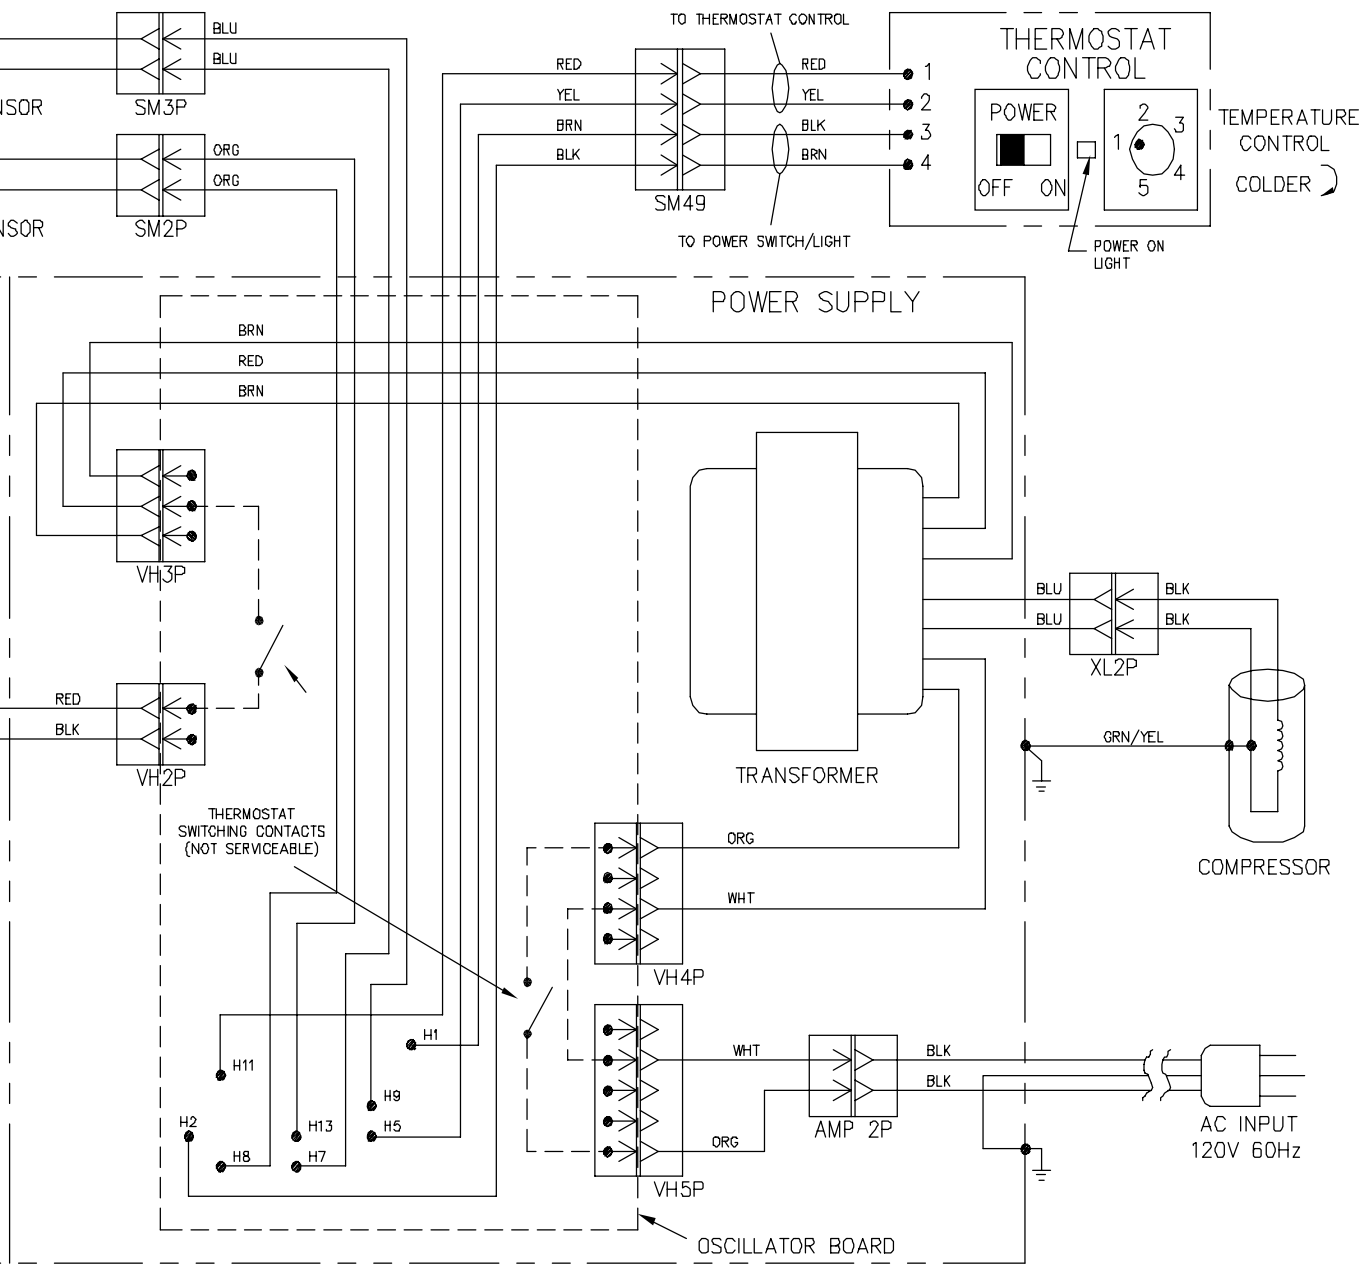 BLU
BLU
NSOR
SM3P
ORG
ORG
NSOR
SM2P
TO THERMOSTAT CONTROL
RED
RED
1
YEL
YEL
2
BRN
BLK
3
BLK
BRN
4
SM49
TO POWER SWITCH/LIGHT
THERMOSTAT
CONTROL
POWER
OFF ON
2
1
3
4
5
TEMPERATURE
CONTROL
COLDER
POWER ON
LIGHT
POWER SUPPLY
BRN
RED
BRN
VH3P
RED
BLK
VH2P
TRANSFORMER
BLU
BLK
BLU
BLK
XL2P
GRN/YEL
COMPRESSOR
THERMOSTAT
SWITCHING CONTACTS
(NOT SERVICEABLE)
ORG
WHT
VH4P
H1
H11
H9
H2
H13
H5
H8
H7
WHT
BLK
BLK
ORG
AMP 2P
VH5P
AC INPUT
120V 60Hz
OSCILLATOR BOARD